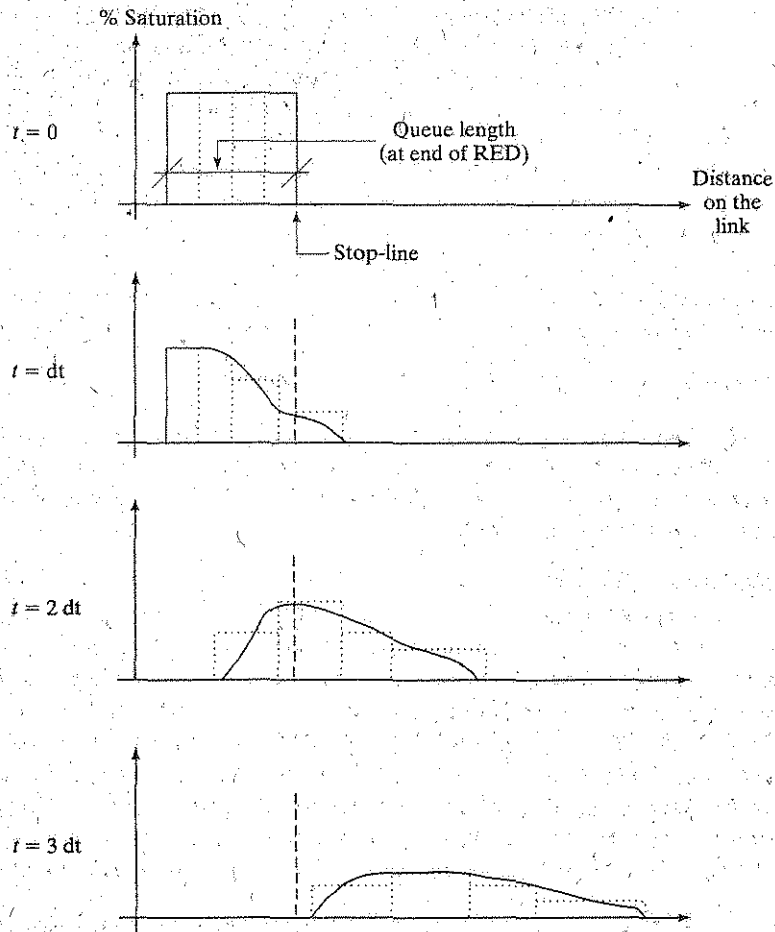 % Saturation
t = 0
Queue length
(at end of RED)
Distance
on the
link
Stop-line
t = dt
t = 2 dt
t = 3 dt